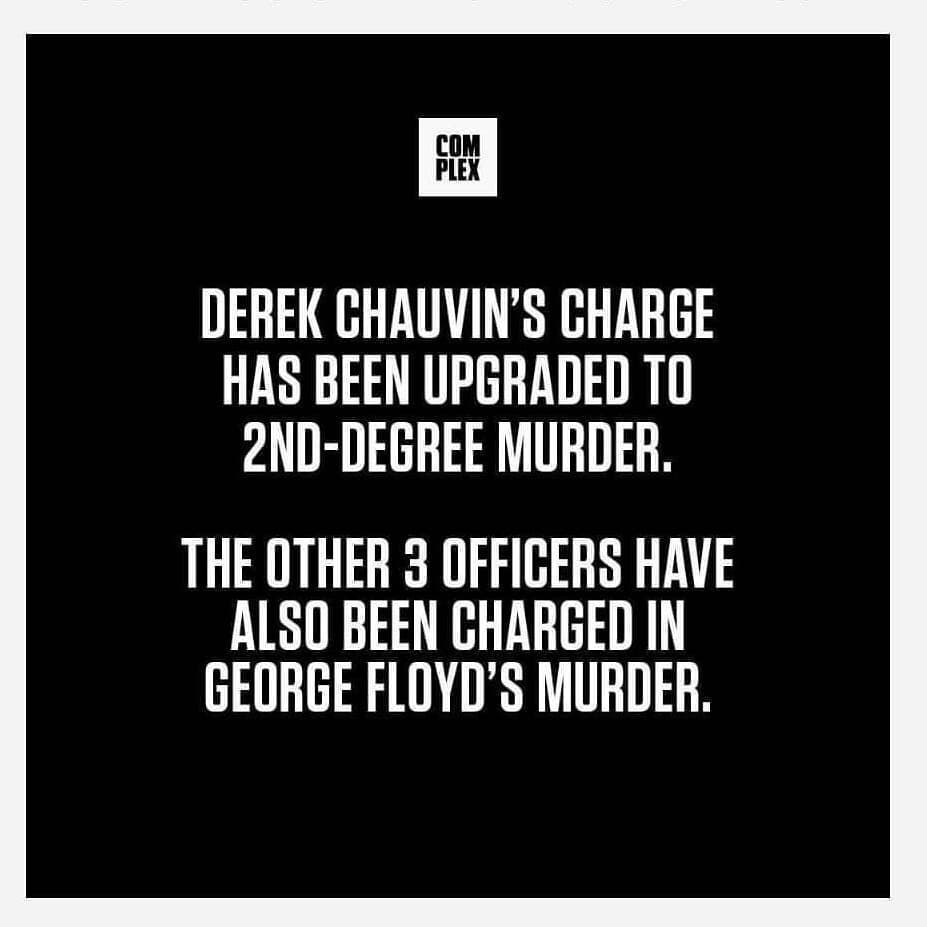 COM
PLEX
DEREK CHAUVIN’S CHARGE
HAS BEEN UPGRADED TO
2ND-DEGREE MURDER.
THE OTHER 3 OFFICERS HAVE
ALSO BEEN CHARGED IN
GEORGE FLOYD’S MURDER.